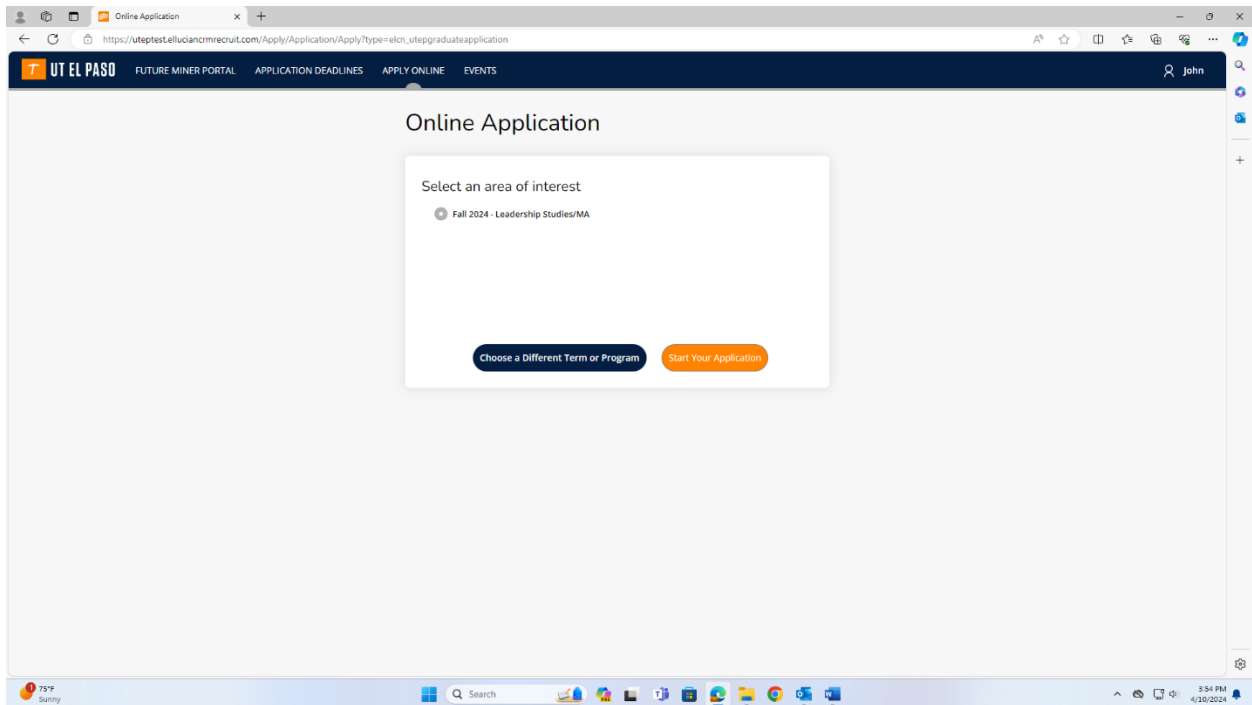 Online Application
https://uteptest.elluciancrmrecruit.com/Apply/Application/Apply?type=elcn_utepgraduateapplication
T UT EL PASO FUTURE MINER PORTAL APPLICATION DEADLINES APPLY ONLINE EVENTS John
Online Application
Select an area of interest
Fall 2024 - Leadership Studies/MA
Choose a Different Term or Program Start Your Application
1 75°F
Sunny
Search
3:54 PM
4/10/2024